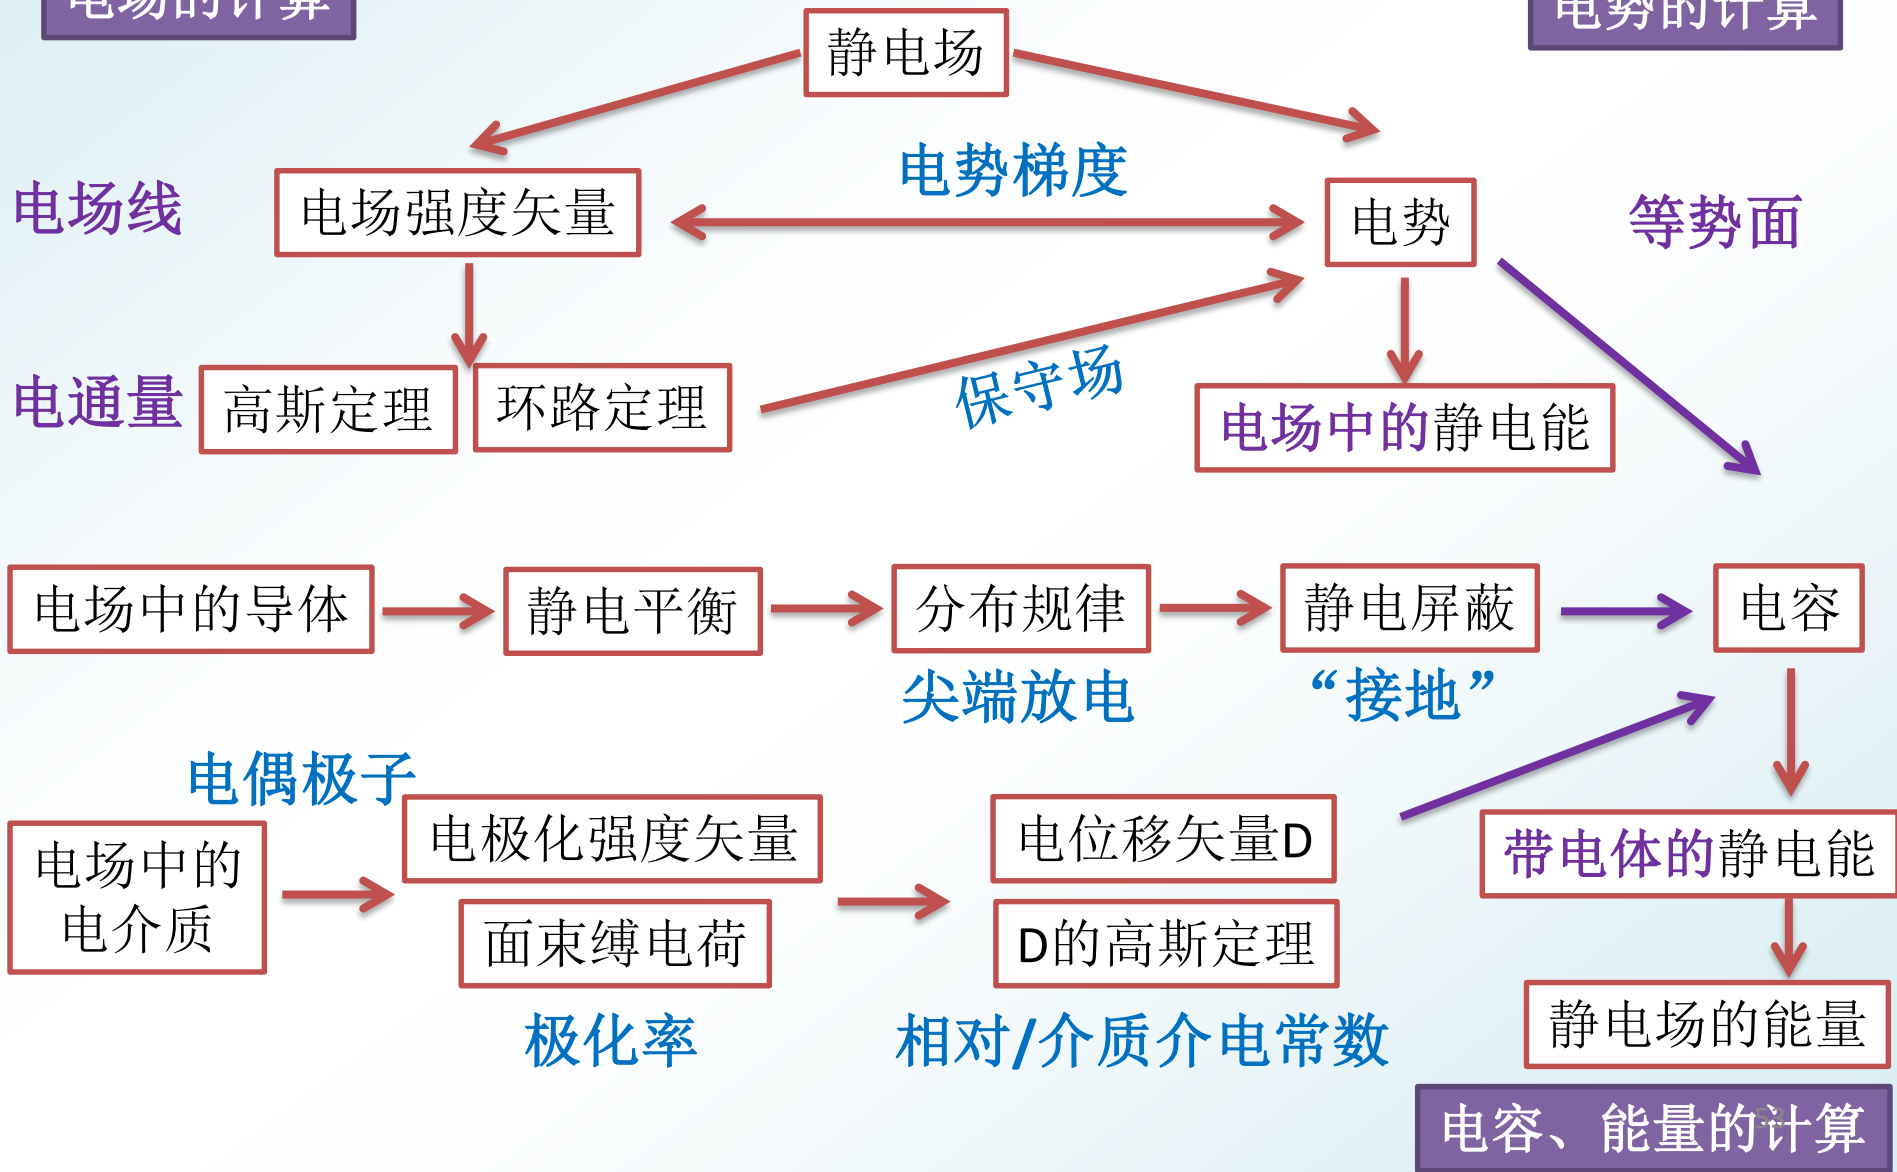 电场的计算
电势的计算
静电场
电势梯度
电场线
电场强度矢量
电势
等势面
保守场
电通量
高斯定理
环路定理
电场中的静电能
电场中的导体
静电平衡
分布规律
静电屏蔽
电容
尖端放电
“接地”
电偶极子
电场中的
电介质
电极化强度矢量
面束缚电荷
极化率
电位移矢量D
D的高斯定理
相对/介质介电常数
带电体的静电能
静电场的能量
电容、能量的计算
53